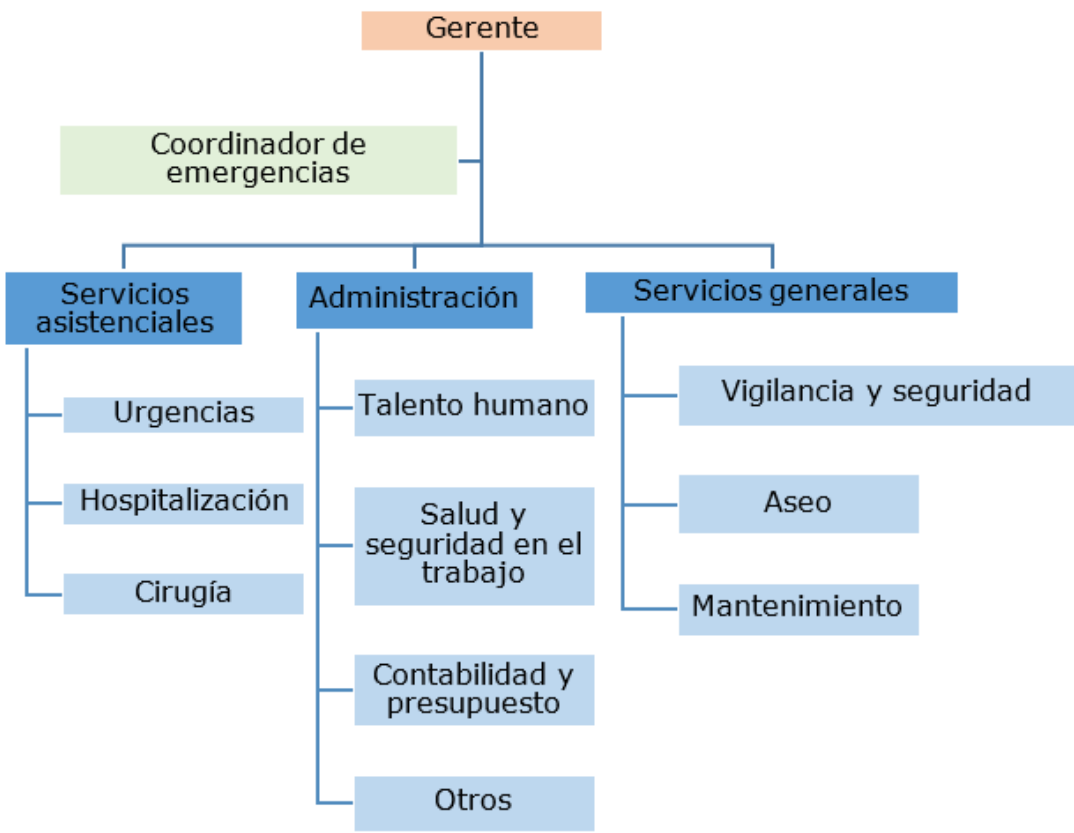 Gerente
Coordinador de
emergencias
Servicios
asistenciales
Urgencias
Hospitalización
Cirugía
Administración
Talento humano
Salud y
seguridad en el
trabajo
Contabilidad y
presupuesto
Otros
Servicios generales
Vigilancia y seguridad
Aseo
Mantenimiento